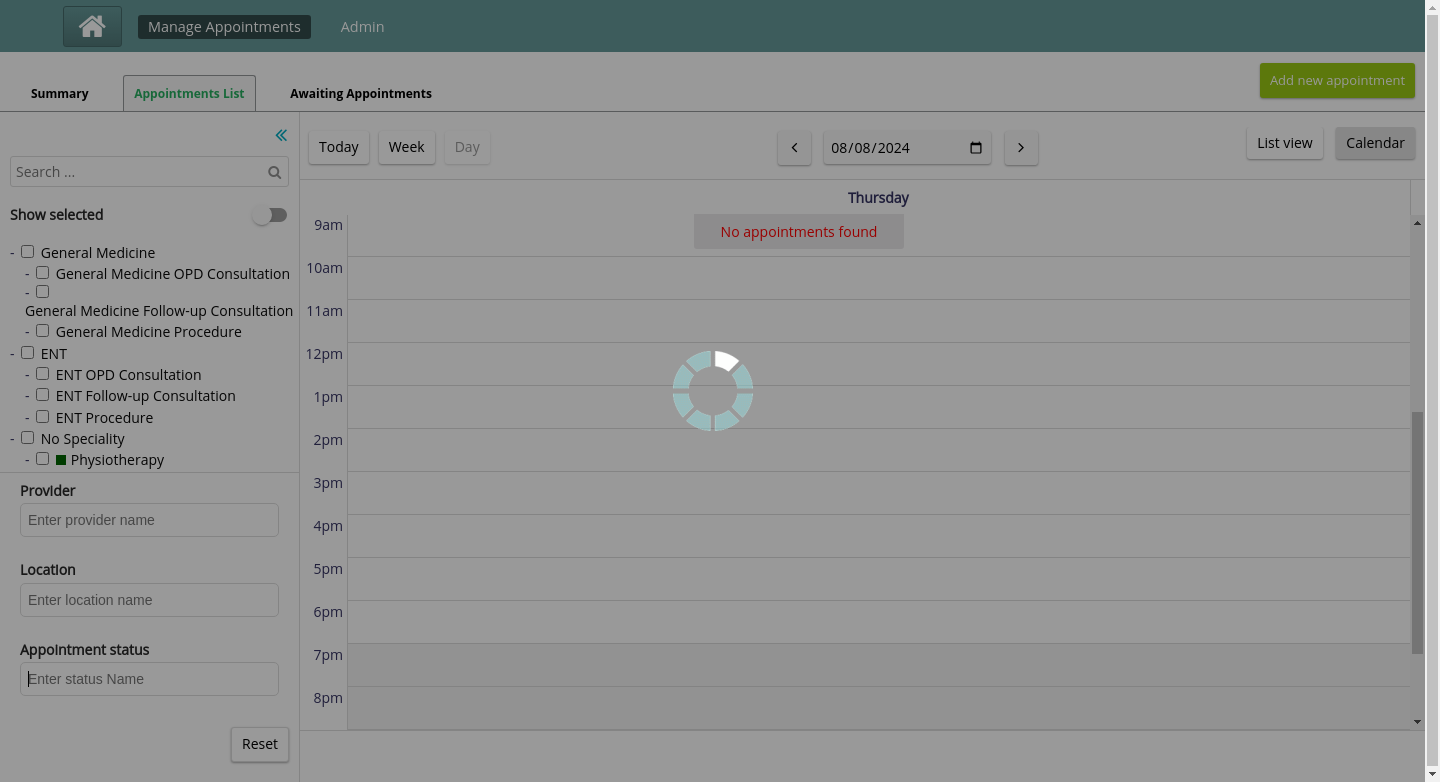 Manage Appointments
Admin
Summary
Appointments List
Awaiting Appointments
Add new appointment
Search ...
Show selected
- General Medicine
- General Medicine OPD Consultation
-
General Medicine Follow-up Consultation
- General Medicine Procedure
- ENT
- ENT OPD Consultation
- ENT Follow-up Consultation
- ENT Procedure
- No Speciality
- Physiotherapy
Provider
Enter provider name
Location
Enter location name
Appointment status
Enter status Name
Reset
Today
Week
Day
08/08/2024
List view
Calendar
Thursday
No appointments found
9am
10am
11am
12pm
1pm
2pm
3pm
4pm
5pm
6pm
7pm
8pm